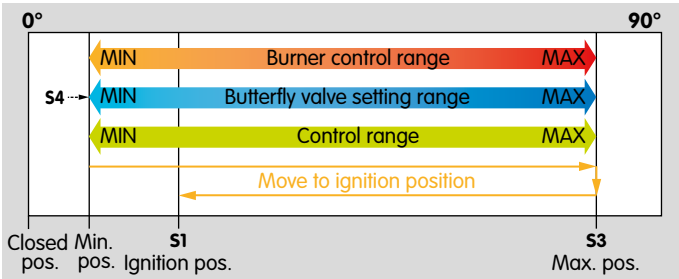 0° 90°
MIN Burner control range MAX
S4 MIN Butterfly valve setting range MAX
MIN Control range MAX
Move to ignition position
Closed pos.
Min. pos.
S1
Ignition pos.
S3
Max. pos.